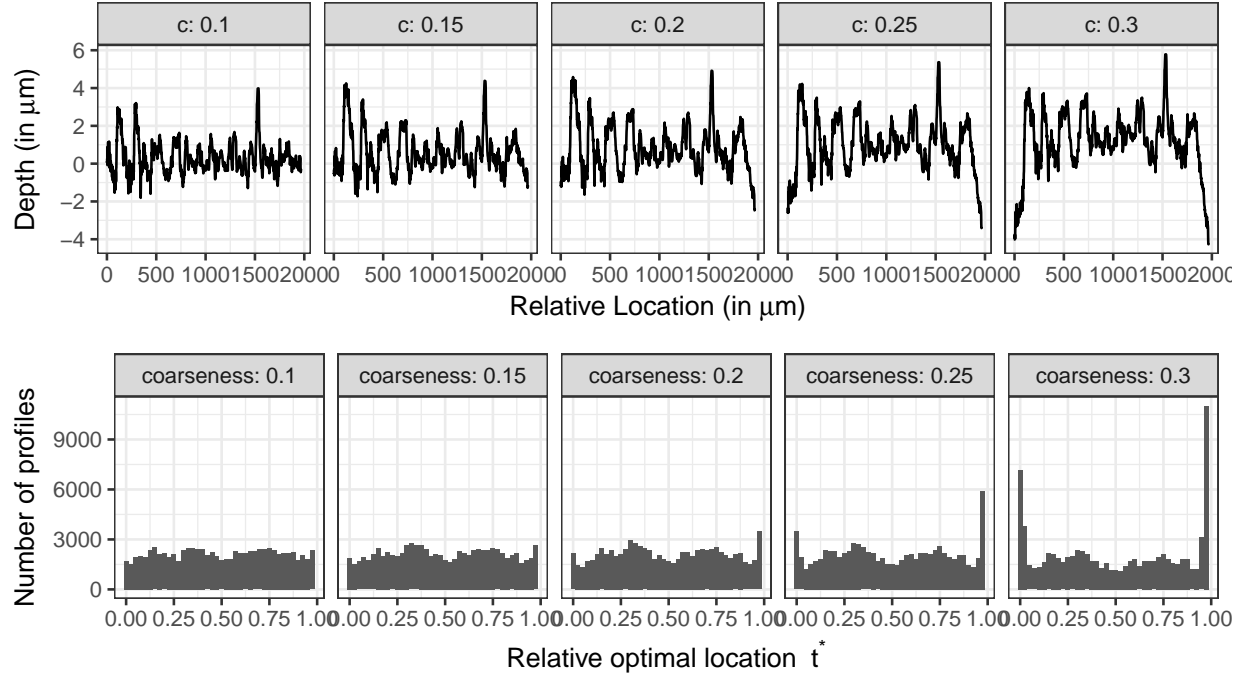 c: 0.1 c: 0.15 c: 0.2 c: 0.25 c: 0.3
Depth (in μm)
6
4
2
0
−2
−4
0 500 1000 1500 2000 0 500 1000 1500 2000 0 500 1000 1500 2000 0 500 1000 1500 2000 0 500 1000 1500 2000
Relative Location (in μm)
coarseness: 0.1 coarseness: 0.15 coarseness: 0.2 coarseness: 0.25 coarseness: 0.3
Number of profiles
9000
6000
3000
0
0.00 0.25 0.50 0.75 1.00 0.00 0.25 0.50 0.75 1.00 0.00 0.25 0.50 0.75 1.00 0.00 0.25 0.50 0.75 1.00 0.00 0.25 0.50 0.75 1.00
Relative optimal location t*